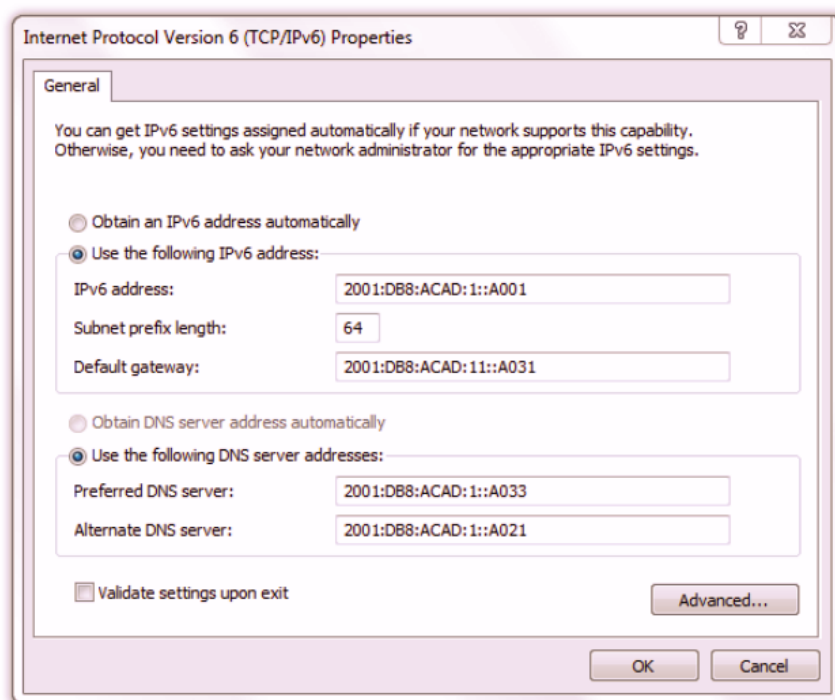 Internet Protocol Version 6 (TCP/IPv6) Properties
?
General
You can get IPv6 settings assigned automatically if your network supports this capability.
Otherwise, you need to ask your network administrator for the appropriate IPv6 settings.
Obtain an IPv6 address automatically
Use the following IPv6 address:
IPv6 address: 2001:DB8:ACAD:1::A001
Subnet prefix length: 64
Default gateway: 2001:DB8:ACAD:11::A031
Obtain DNS server address automatically
Use the following DNS server addresses:
Preferred DNS server: 2001:DB8:ACAD:1::A033
Alternate DNS server: 2001:DB8:ACAD:1::A021
Validate settings upon exit
Advanced...
OK Cancel